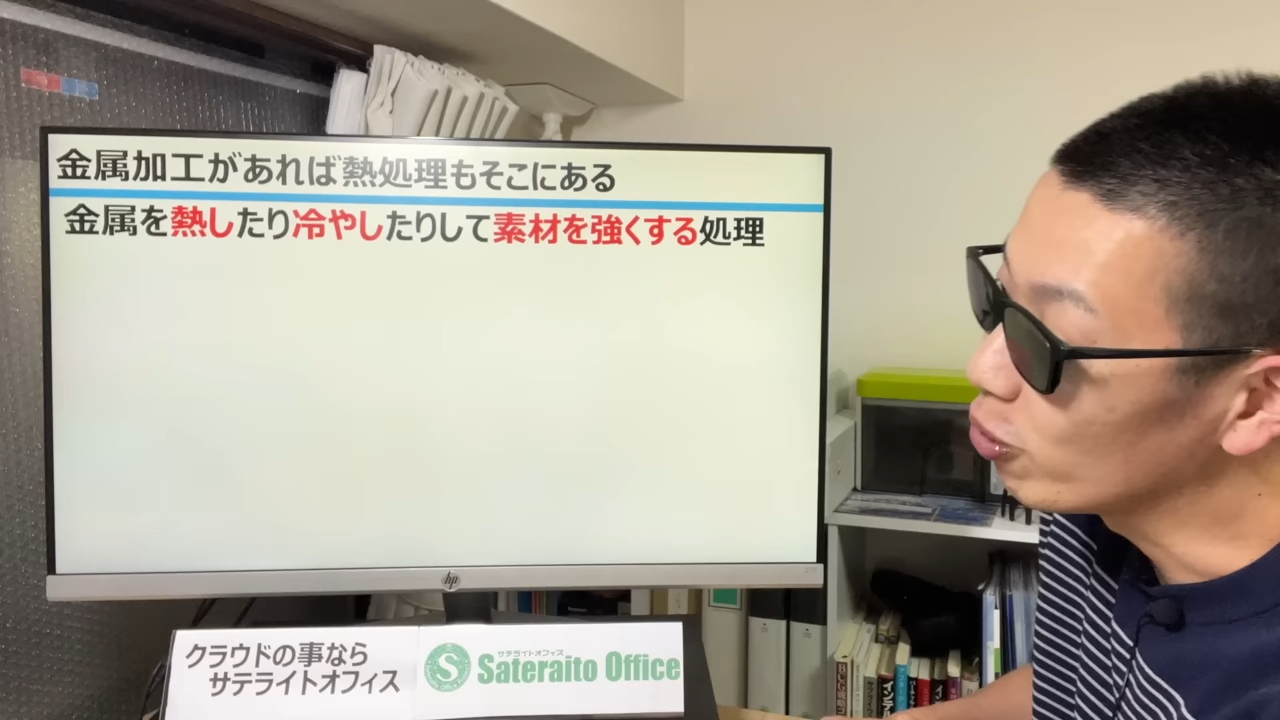 金属加工があれば熱処理もそこにある
金属を熱したり冷やしたりして素材を強くする処理
hp
クラウドの事なら
サテライトオフィス
サテライトオフィス
Sateraito Office